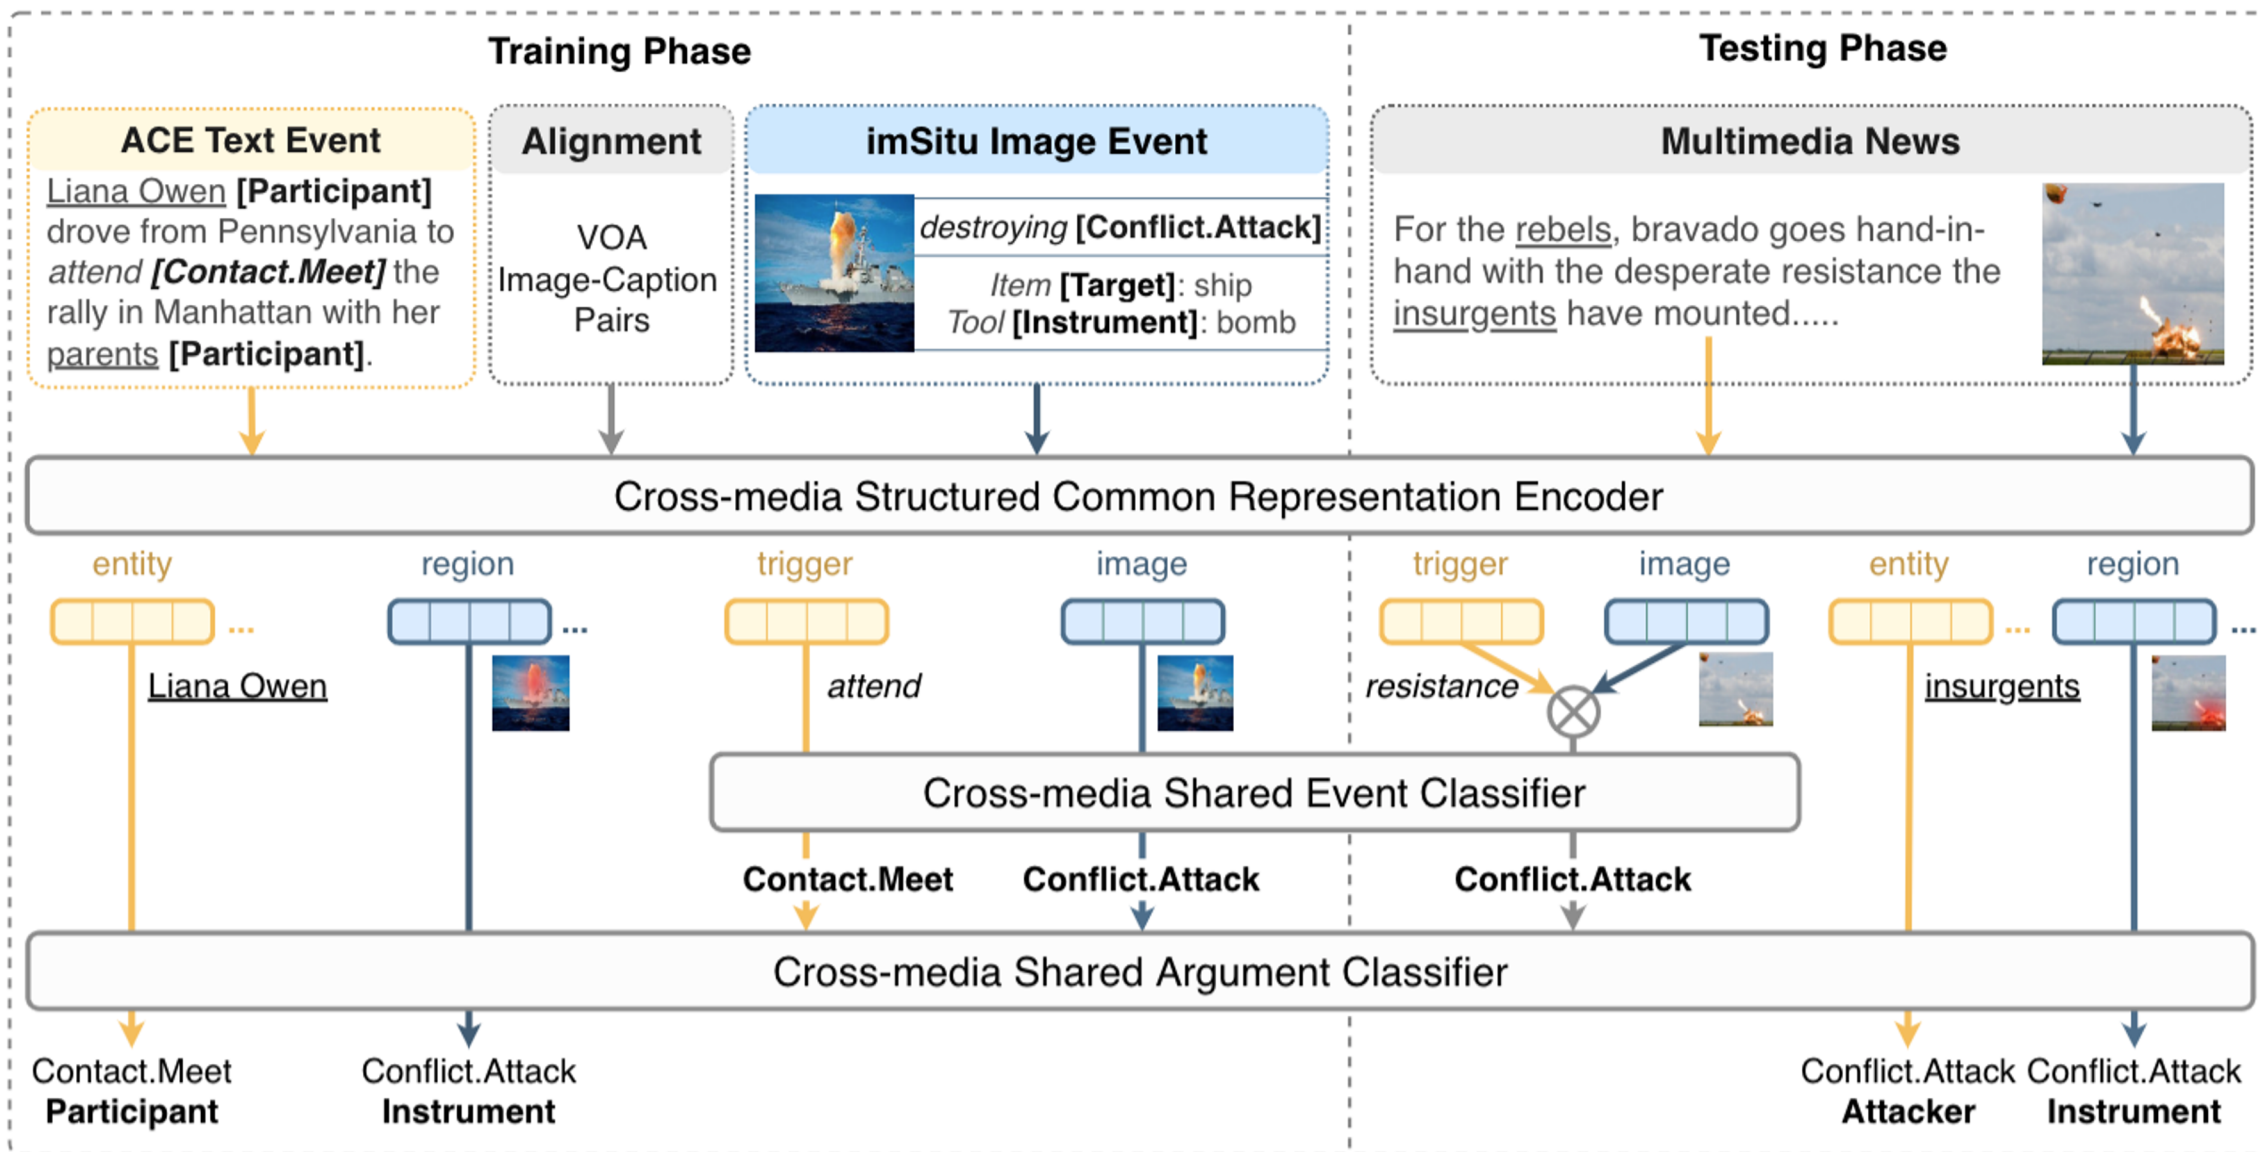 Training Phase
Testing Phase
ACE Text Event
Liana Owen [Participant]
drove from Pennsylvania to
attend [Contact.Meet] the
rally in Manhattan with her
parents [Participant].
Alignment
VOA
Image-Caption
Pairs
imSitu Image Event
destroying [Conflict.Attack]
Item [Target]: ship
Tool [Instrument]: bomb
Multimedia News
For the rebels, bravado goes hand-in-
hand with the desperate resistance the
insurgents have mounted.....
Cross-media Structured Common Representation Encoder
entity
region
trigger
image
trigger
image
entity
region
...
...
...
...
Liana Owen
attend
resistance
insurgents
Cross-media Shared Event Classifier
Contact.Meet
Conflict.Attack
Conflict.Attack
Cross-media Shared Argument Classifier
Contact.Meet
Participant
Conflict.Attack
Instrument
Conflict.Attack
Attacker
Conflict.Attack
Instrument